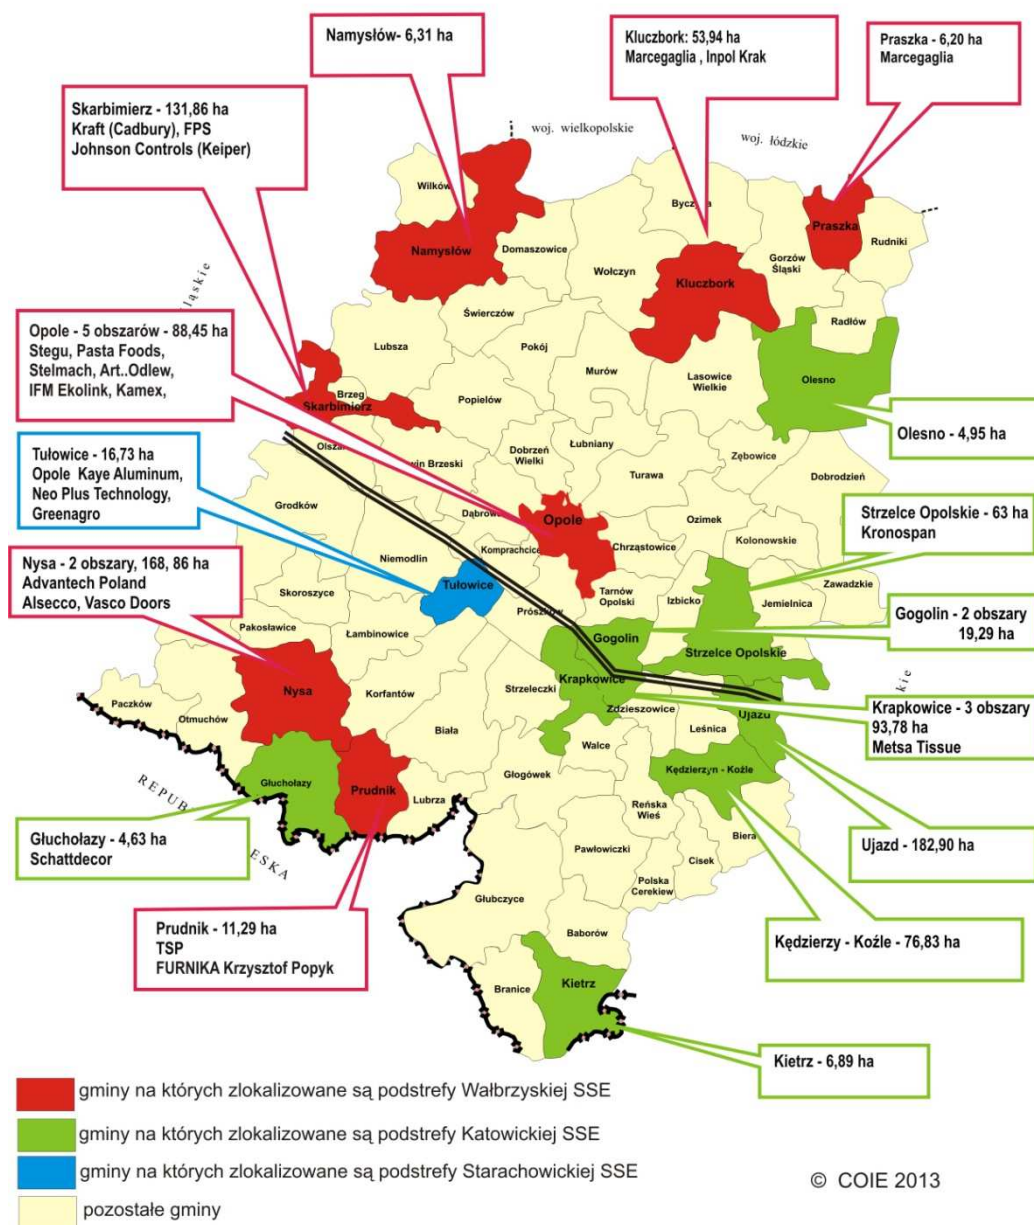 Namysłów- 6,31 ha
Kluczbork: 53,94 ha
Marcegaglia , Inpol Krak
Praszka - 6,20 ha
Marcegaglia
Skarbimierz - 131,86 ha
Kraft (Cadbury), FPS
Johnson Controls (Keiper)
woj. wielkopolskie
woj. łódzkie
Wilków
Namysłów
Domaszowice
Wołczyn
Kluczbork
Gorzów
Śląski
Praszka
Rudniki
Radłów
Opole - 5 obszarów - 88,45 ha
Stegu, Pasta Foods,
Stelmach, Art..Odlew,
IFM Ekolink, Kamex,
Świerczów
Lubsza
Pokój
Murów
Lasowice
Wielkie
Olesno
Brzeg
Skarbimierz
Popielów
Olesno - 4,95 ha
Tułowice - 16,73 ha
Opole Kaye Aluminum,
Neo Plus Technology,
Greenagro
Dobrzeń
Wielki
Łubniany
Turawa
Zębowice
Dobrodzień
Grodków
Niemodlin
Komprachcice
Opole
Chrząstowice
Ozimek
Kolonowskie
Strzelce Opolskie - 63 ha
Kronospan
Nysa - 2 obszary, 168, 86 ha
Advantech Poland
Alsecco, Vasco Doors
Skoroszyce
Tułowice
Tarnów
Opolski
Izbicko
Jemielnica
Zawadzkie
Gogolin - 2 obszary
19,29 ha
Pakosławice
Łambinowice
Gogolin
Strzelce Opolskie
Nysa
Korfantów
Strzeleczki
Krapkowice
Zdzieszowice
Krapkowice - 3 obszary
93,78 ha
Metsa Tissue
Paczków
Otmuchów
Biała
Walce
Leśnica
Głuchołazy
Prudnik
Lubrza
Głogówek
Kędzierzyn - Koźle
Reńska
Wieś
Biera
Ujazd - 182,90 ha
Głuchołazy - 4,63 ha
Schattdecor
Pawłowiczki
Cisek
Polska
Cerekiew
Prudnik - 11,29 ha
TSP
FURNIKA Krzysztof Popyk
Głubczyce
Baborów
Kędzierzy - Koźle - 76,83 ha
Branice
Kietrz
Kietrz - 6,89 ha
gminy na których zlokalizowane są podstrefy Wałbrzyskiej SSE
gminy na których zlokalizowane są podstrefy Katowickiej SSE
gminy na których zlokalizowane są podstrefy Starachowickiej SSE
pozostałe gminy
© COIE 2013